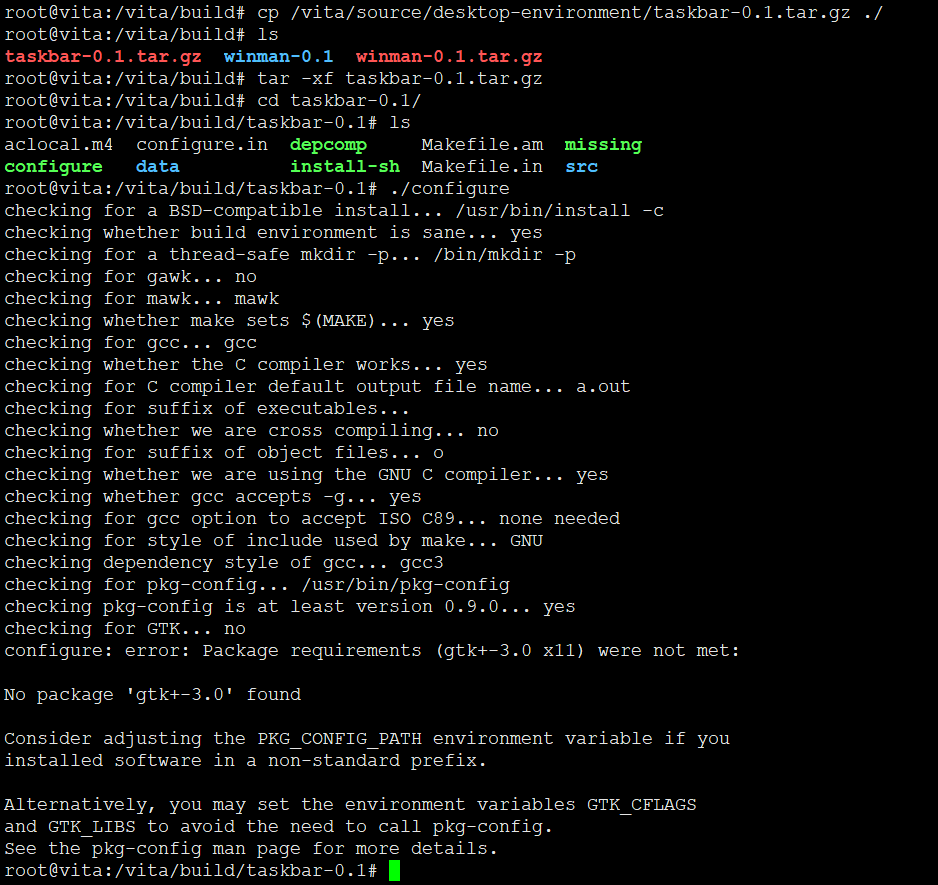 root@vita:/vita/build# cp /vita/source/desktop-environment/taskbar-0.1.tar.gz ./
root@vita:/vita/build# ls
taskbar-0.1.tar.gz  winman-0.1  winman-0.1.tar.gz
root@vita:/vita/build# tar -xf taskbar-0.1.tar.gz
root@vita:/vita/build# cd taskbar-0.1/
root@vita:/vita/build/taskbar-0.1# ls
aclocal.m4  configure.in  depcomp     Makefile.am  missing
configure   data          install-sh  Makefile.in  src
root@vita:/vita/build/taskbar-0.1# ./configure
checking for a BSD-compatible install... /usr/bin/install -c
checking whether build environment is sane... yes
checking for a thread-safe mkdir -p... /bin/mkdir -p
checking for gawk... no
checking for mawk... mawk
checking whether make sets $(MAKE)... yes
checking for gcc... gcc
checking whether the C compiler works... yes
checking for C compiler default output file name... a.out
checking for suffix of executables...
checking whether we are cross compiling... no
checking for suffix of object files... o
checking whether we are using the GNU C compiler... yes
checking whether gcc accepts -g... yes
checking for gcc option to accept ISO C89... none needed
checking for style of include used by make... GNU
checking dependency style of gcc... gcc3
checking for pkg-config... /usr/bin/pkg-config
checking pkg-config is at least version 0.9.0... yes
checking for GTK... no
configure: error: Package requirements (gtk+-3.0 x11) were not met:

No package 'gtk+-3.0' found

Consider adjusting the PKG_CONFIG_PATH environment variable if you
installed software in a non-standard prefix.

Alternatively, you may set the environment variables GTK_CFLAGS
and GTK_LIBS to avoid the need to call pkg-config.
See the pkg-config man page for more details.
root@vita:/vita/build/taskbar-0.1#